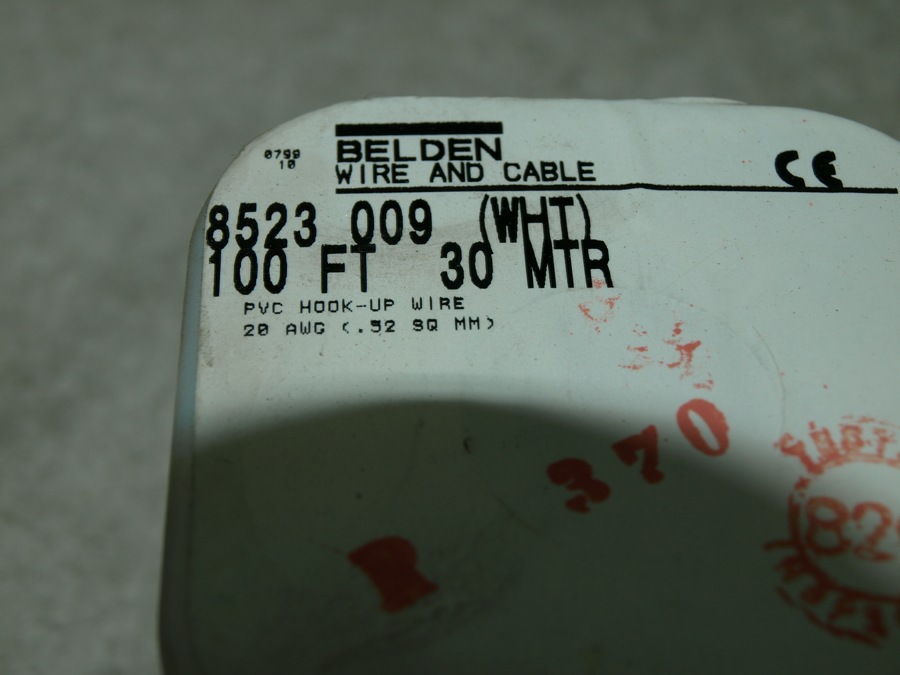 0799
10
BELDEN
WIRE AND CABLE
CE
8523 009 (WHT)
100 FT 30 MTR
PVC HOOK-UP WIRE
20 AWG (.52 SQ MM)
370
R